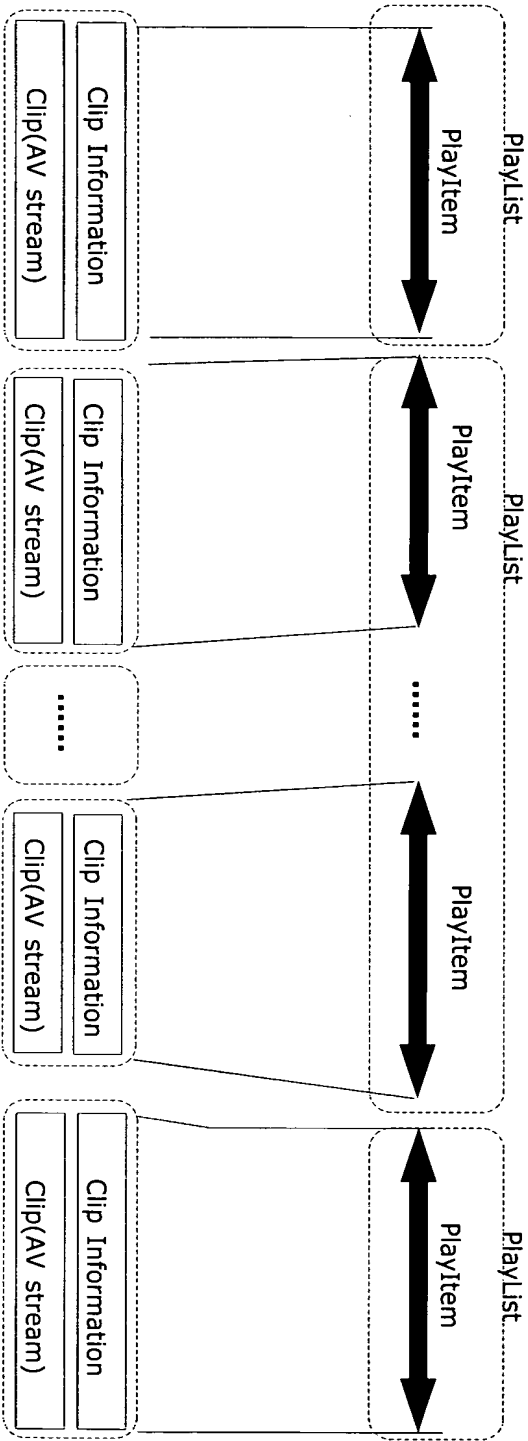 PlayList
PlayList
PlayList
PlayItem
PlayItem
......
PlayItem
PlayItem
Clip Information
Clip Information
Clip Information
Clip Information
Clip(AV stream)
Clip(AV stream)
......
Clip(AV stream)
Clip(AV stream)